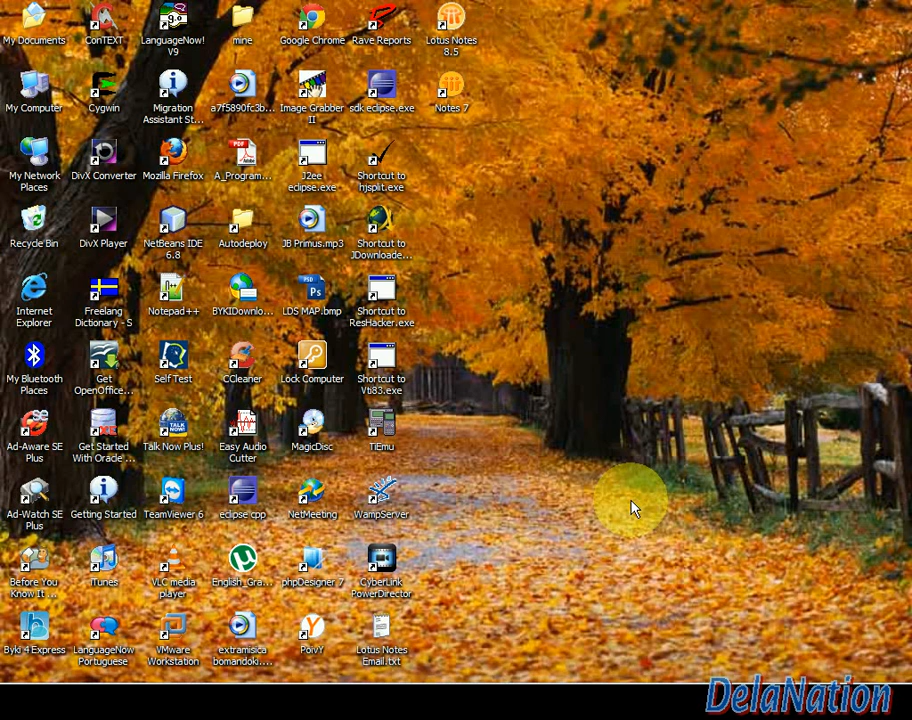 My Documents
ConTEXT
LanguageNow!
V9
mine
Google Chrome
Rave Reports
Lotus Notes
8.5
My Computer
Cygwin
Migration
Assistant St...
a7f5890fc3b...
Image Grabber
II
sdk eclipse.exe
Notes 7
My Network
Places
DivX Converter
Mozilla Firefox
A_Program...
J2ee
eclipse.exe
Shortcut to
hjsplit.exe
Recycle Bin
DivX Player
NetBeans IDE
6.8
Autodeploy
JB Primus.mp3
Shortcut to
JDownloade...
Internet
Explorer
Freelang
Dictionary - S
Notepad++
BYKIDownlo...
LDS MAP.bmp
Shortcut to
ResHacker.exe
My Bluetooth
Places
Get
OpenOffice...
Self Test
CCleaner
Lock Computer
Shortcut to
Vti83.exe
Ad-Aware SE
Plus
Get Started
With Oracle ...
Talk Now Plus!
Easy Audio
Cutter
MagicDisc
TiEmu
Ad-Watch SE
Plus
Getting Started
TeamViewer 6
eclipse cpp
NetMeeting
WampServer
Before You
Know It ...
iTunes
VLC media
player
English_Gra...
phpDesigner 7
CyberLink
PowerDirector
Byki 4 Express
LanguageNow
Portuguese
VMware
Workstation
extramisica
bomandoki....
PoivY
Lotus Notes
Email.txt
DelaNation